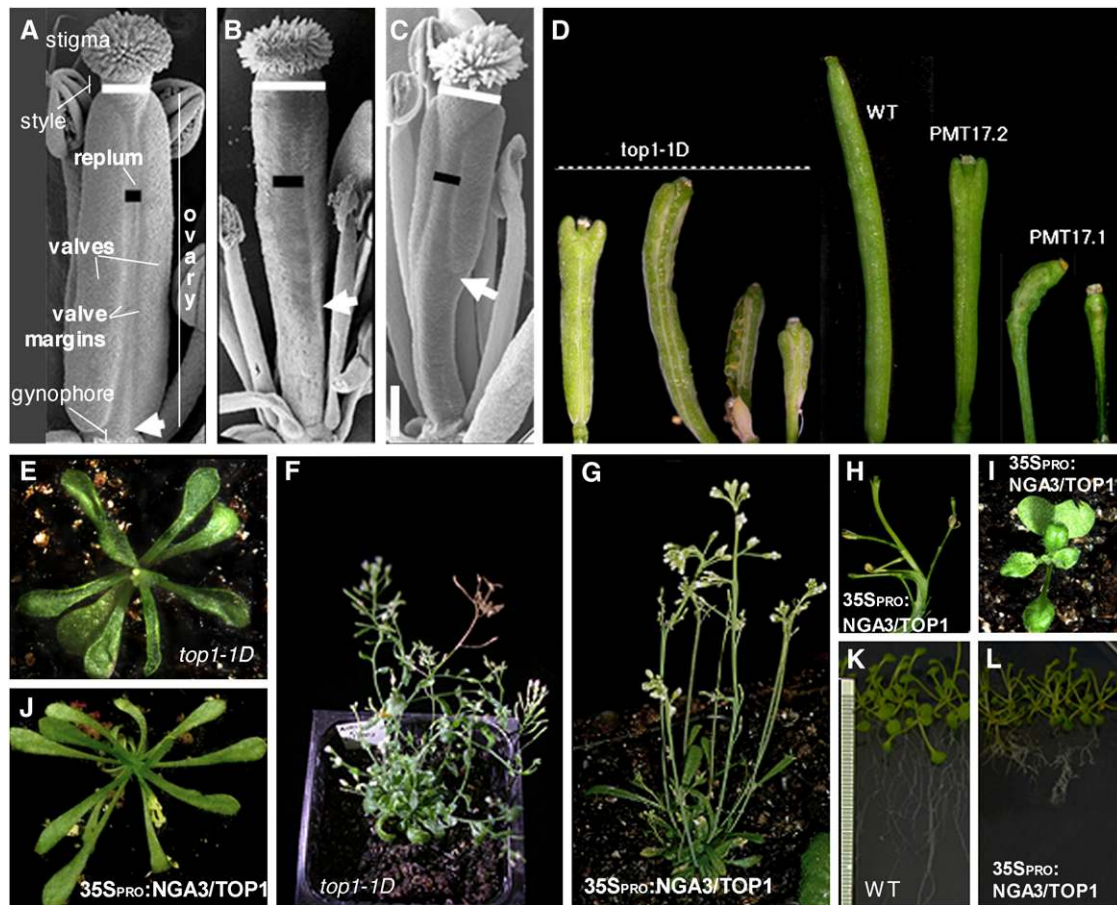 A
stigma
style
replum
valves
valve
margins
gynophore
ovary
B
C
D
top1-1D
WT
PMT17.2
PMT17.1
E
top1-1D
F
top1-1D
G
35SPRO:NGA3/TOP1
H
35SPRO:
NGA3/TOP1
I
35SPRO:
NGA3/TOP1
J
35SPRO:NGA3/TOP1
K
WT
L
35SPRO:
NGA3/TOP1